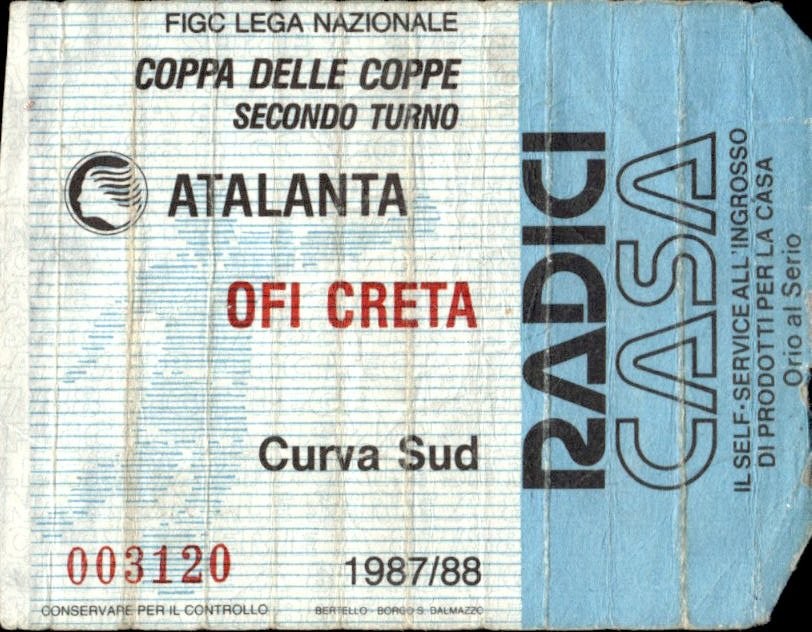 FIGC LEGA NAZIONALE
COPPA DELLE COPPE
SECONDO TURNO
ATALANTA
OFI CRETA
Curva Sud
003120
1987/88
CONSERVARE PER IL CONTROLLO
BERTELLO - BORGO S. DALMAZZO
RADICI
CASA
IL SELF-SERVICE ALL'INGROSSO
DI PRODOTTI PER LA CASA
Orio al Serio